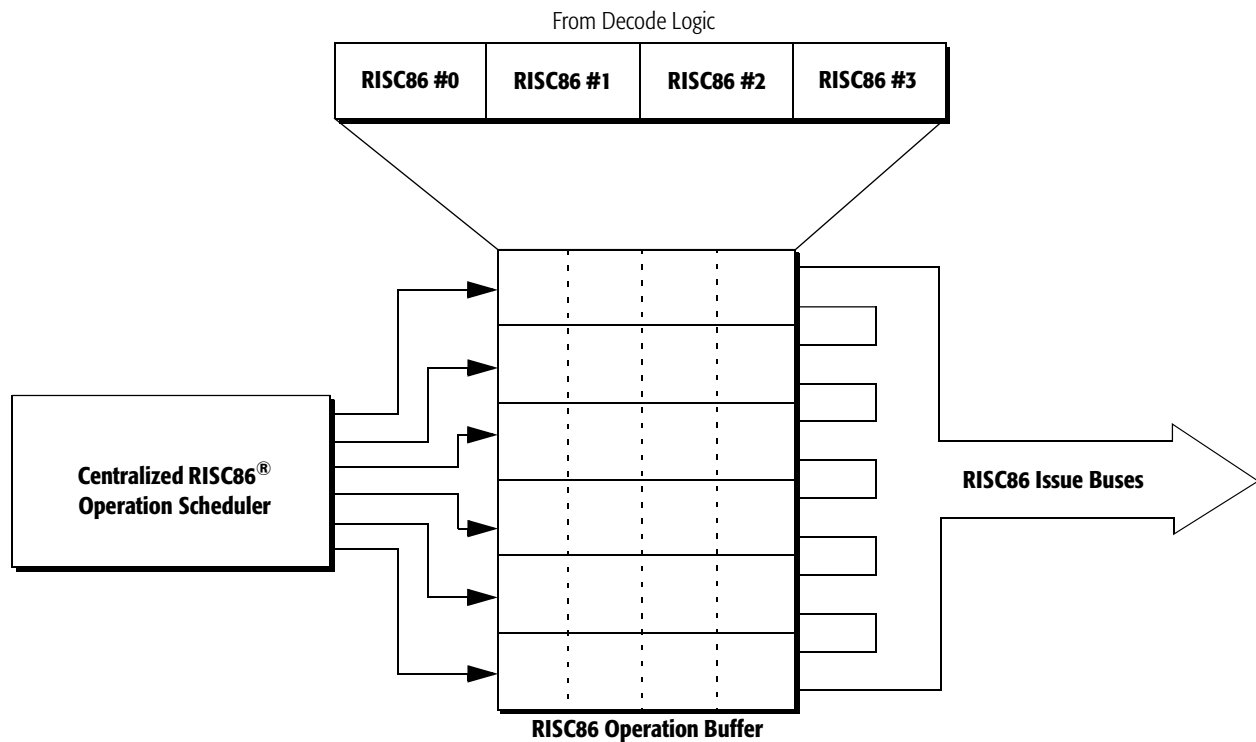 From Decode Logic
RISC86 #0
RISC86 #1
RISC86 #2
RISC86 #3
Centralized RISC86®
Operation Scheduler
RISC86 Issue Buses
RISC86 Operation Buffer